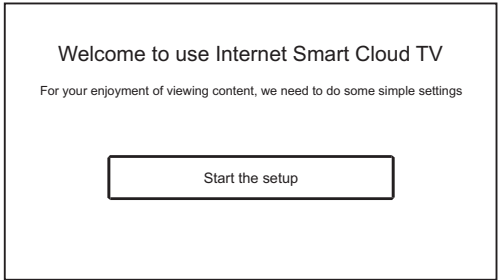 Welcome to use Internet Smart Cloud TV
For your enjoyment of viewing content, we need to do some simple settings
Start the setup